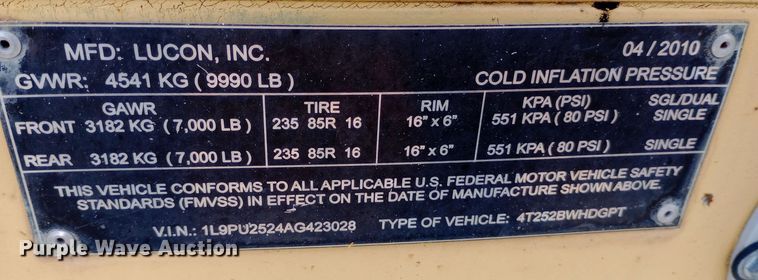 MFD: LUCON, INC. 04 / 2010
GVWR: 4541 KG ( 9990 LB ) COLD INFLATION PRESSURE
GAWR TIRE RIM KPA (PSI) SGL/DUAL
FRONT 3182 KG ( 7,000 LB ) 235 85R 16 16" x 6" 551 KPA ( 80 PSI ) SINGLE
REAR 3182 KG ( 7,000 LB ) 235 85R 16 16" x 6" 551 KPA ( 80 PSI ) SINGLE
THIS VEHICLE CONFORMS TO ALL APPLICABLE U.S. FEDERAL MOTOR VEHICLE SAFETY
STANDARDS (FMVSS) IN EFFECT ON THE DATE OF MANUFACTURE SHOWN ABOVE.
V.I.N.: 1L9PU2524AG423028 TYPE OF VEHICLE: 4T252BWHDGPT
Purple Wave Auction